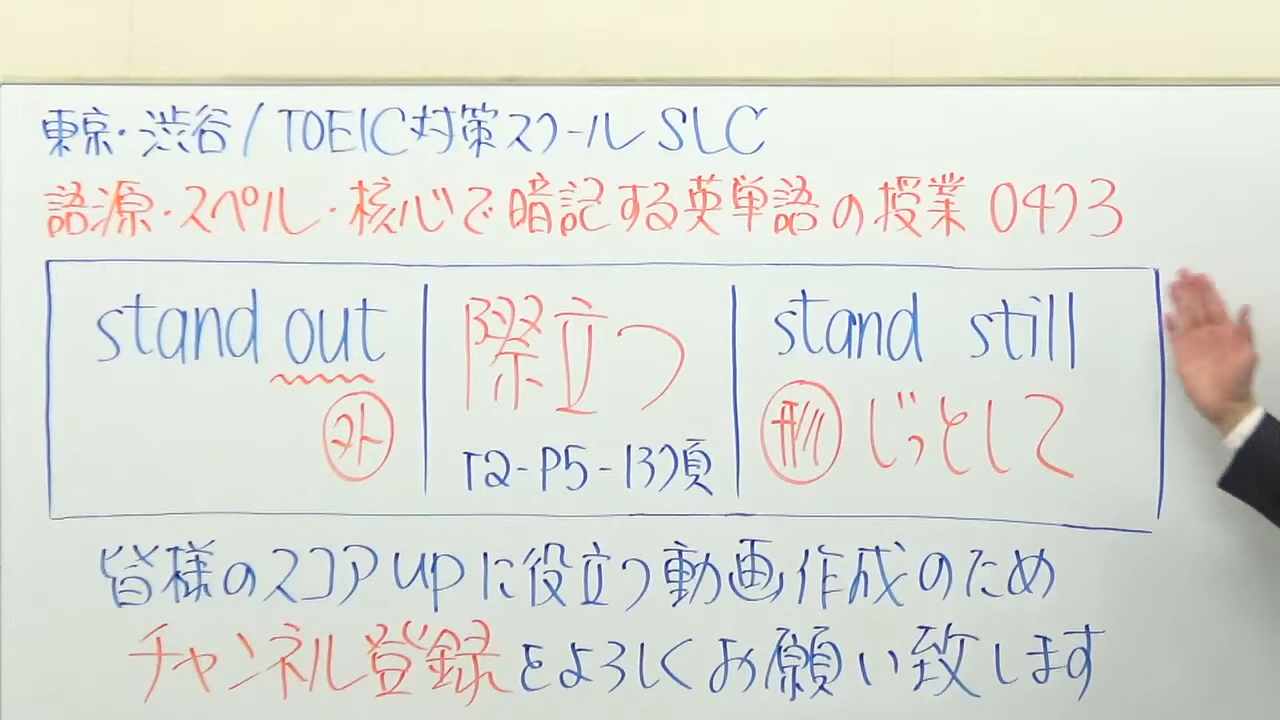 東京・渋谷/TOEIC対策スクールSLC
語源・スペル・核心で暗記する英単語の授業 0473
stand out 際立つ stand still
外 T2-P5-137頁 形 じっとして
皆様のスコアupに役立つ動画作成のため
チャンネル登録をよろしくお願い致します